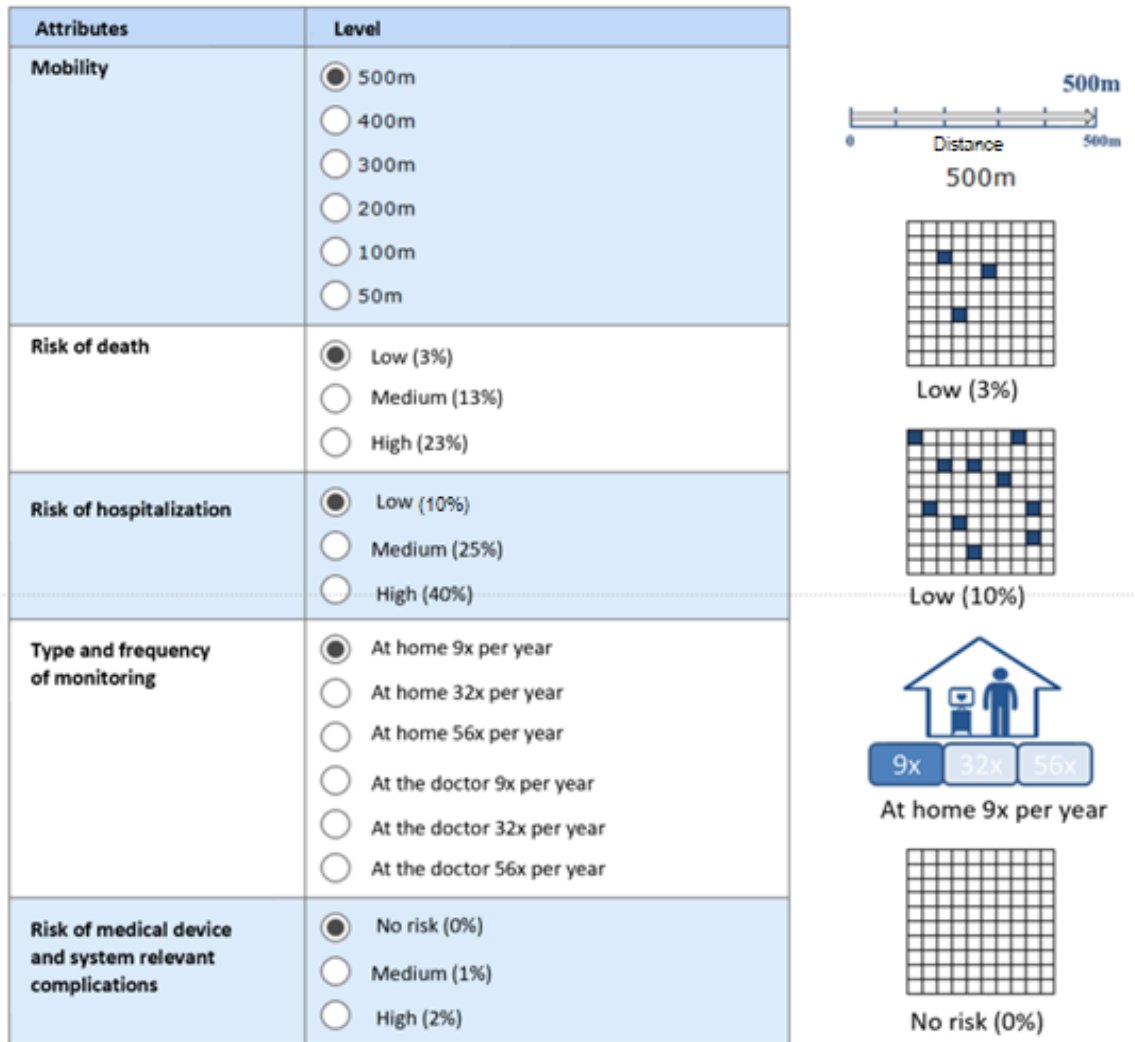 Attributes
Level
Mobility
500m
400m
300m
200m
100m
50m
500m
0
500m
Distance
500m
Risk of death
Low (3%)
Medium (13%)
High (23%)
Low (3%)
Risk of hospitalization
Low (10%)
Medium (25%)
High (40%)
Low (10%)
Type and frequency
of monitoring
At home 9x per year
At home 32x per year
At home 56x per year
At the doctor 9x per year
At the doctor 32x per year
At the doctor 56x per year
9x
32x
56x
At home 9x per year
Risk of medical device
and system relevant
complications
No risk (0%)
Medium (1%)
High (2%)
No risk (0%)